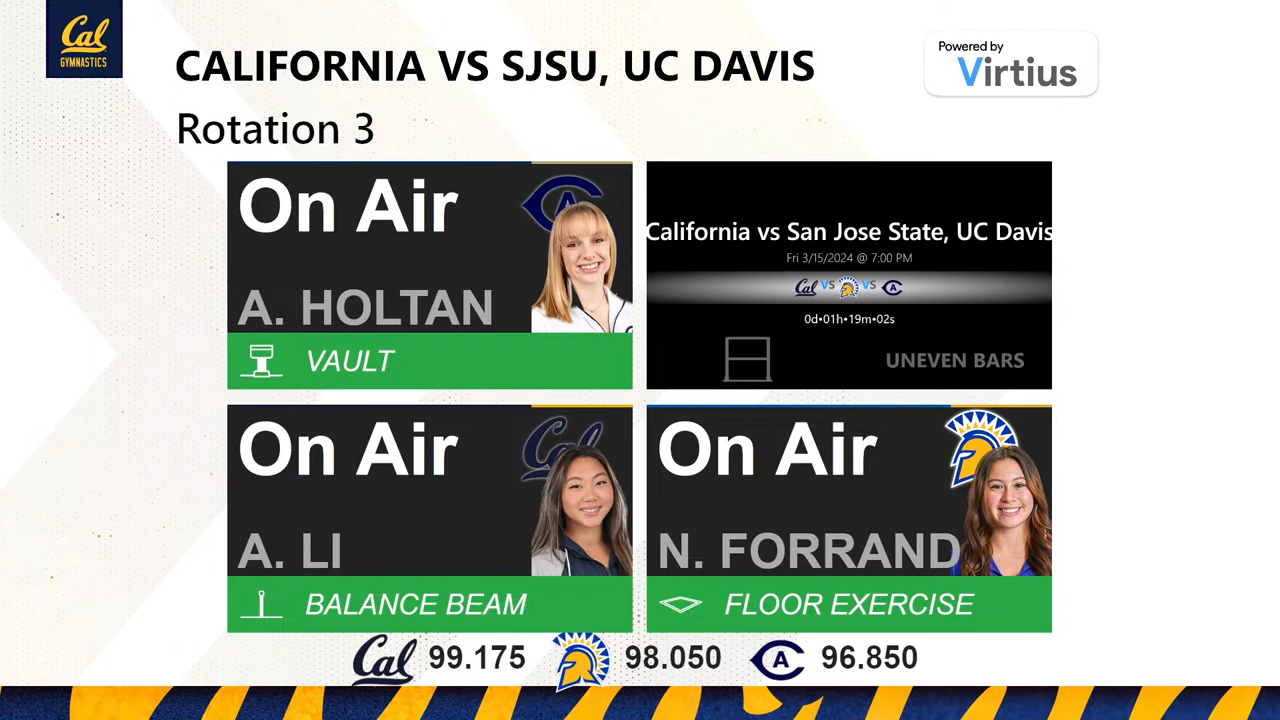 Cal
GYMNASTICS
CALIFORNIA VS SJSU, UC DAVIS
Powered by
Virtius
Rotation 3
On Air
C A
A. HOLTAN
VAULT
California vs San Jose State, UC Davis
Fri 3/15/2024 @ 7:00 PM
Cal VS VS C A
0d•01h•19m•02s
UNEVEN BARS
On Air
Cal
A. LI
BALANCE BEAM
On Air
N. FORRAND
FLOOR EXERCISE
Cal 99.175 98.050 C A 96.850